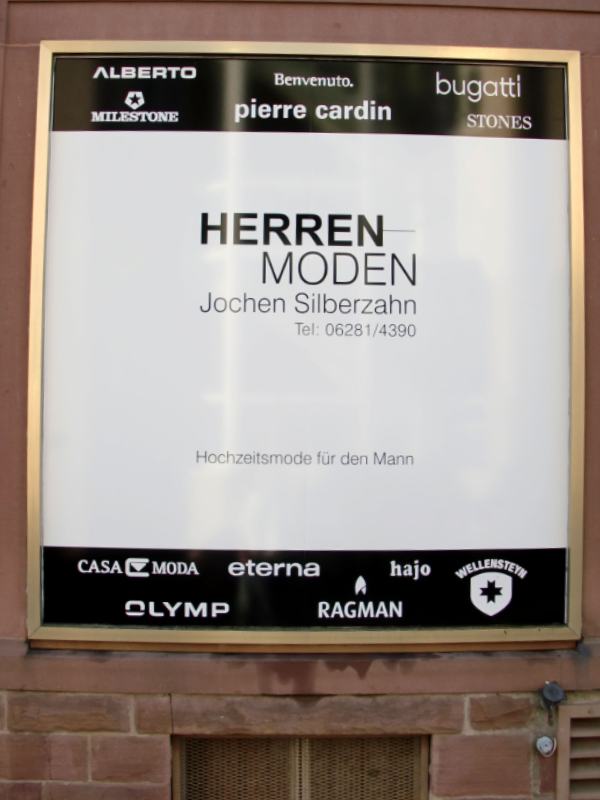 ALBERTO Benvenuto. bugatti
MILESTONE pierre cardin STONES
HERREN
MODEN
Jochen Silberzahn
Tel: 06281/4390
Hochzeitsmode für den Mann
CASA MODA eterna hajo WELLENSTEYN
OLYMP RAGMAN